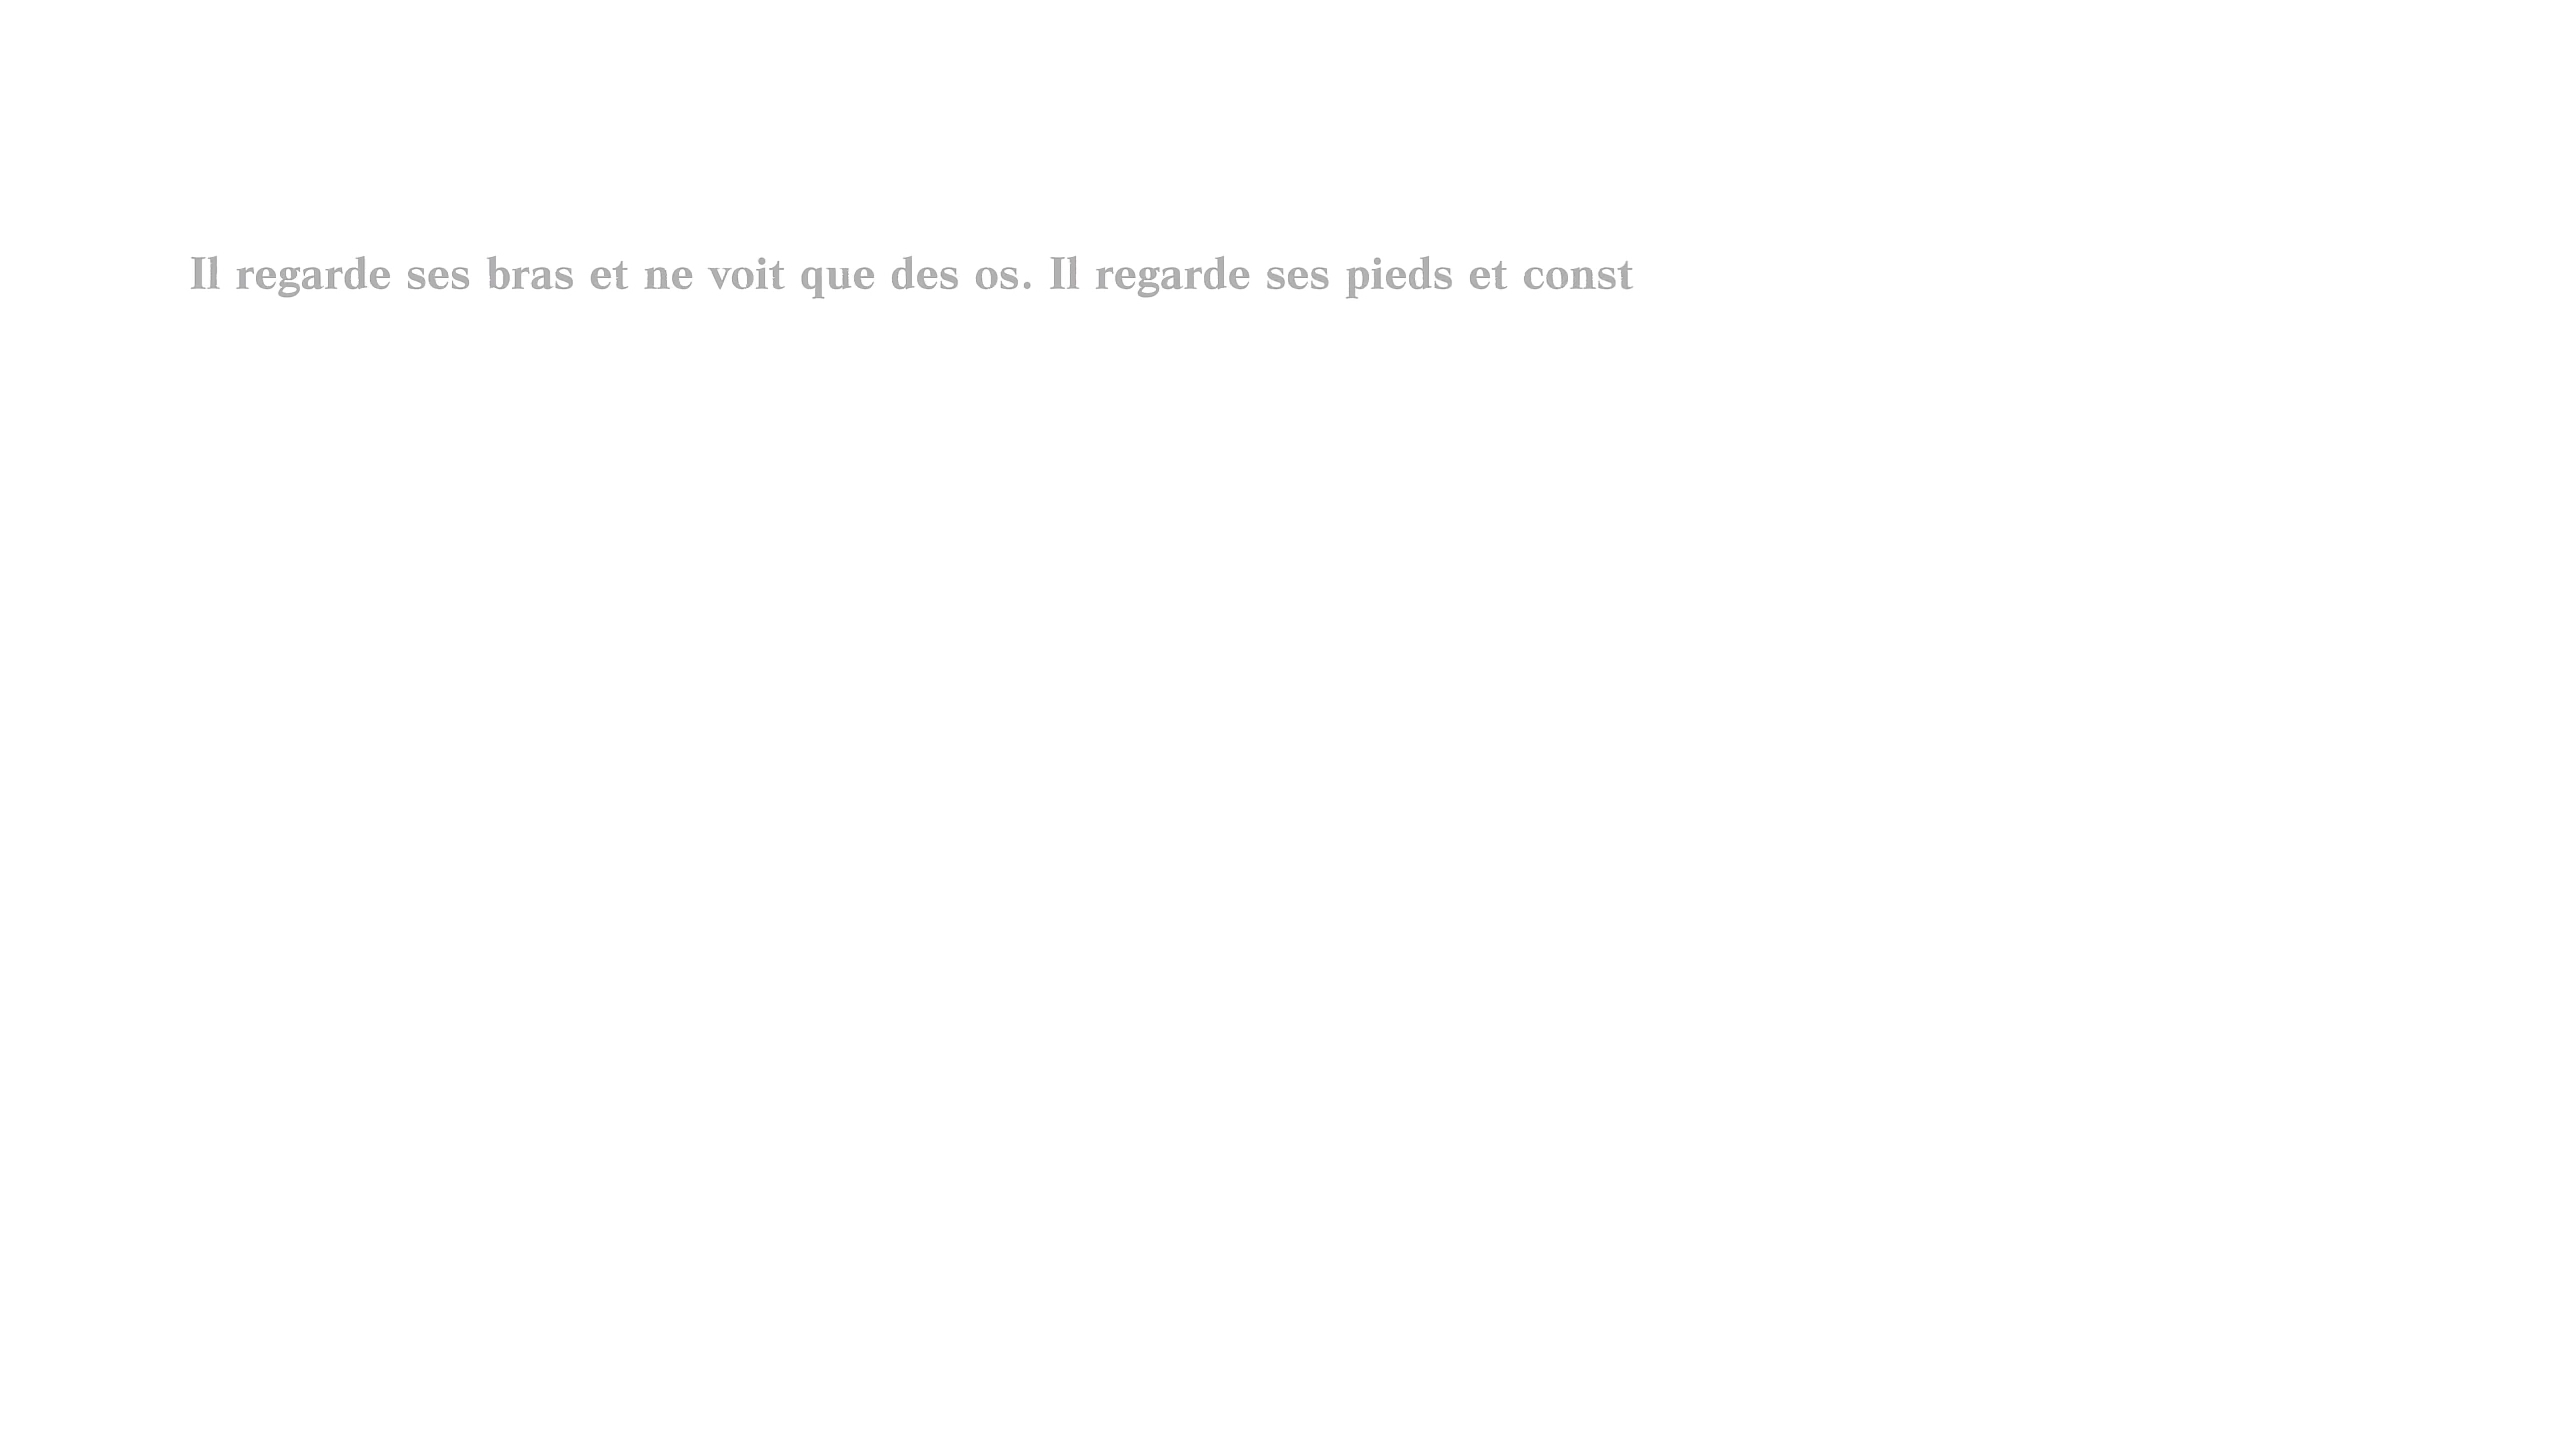 Il regarde ses bras et ne voit que des os. Il regarde ses pieds et const